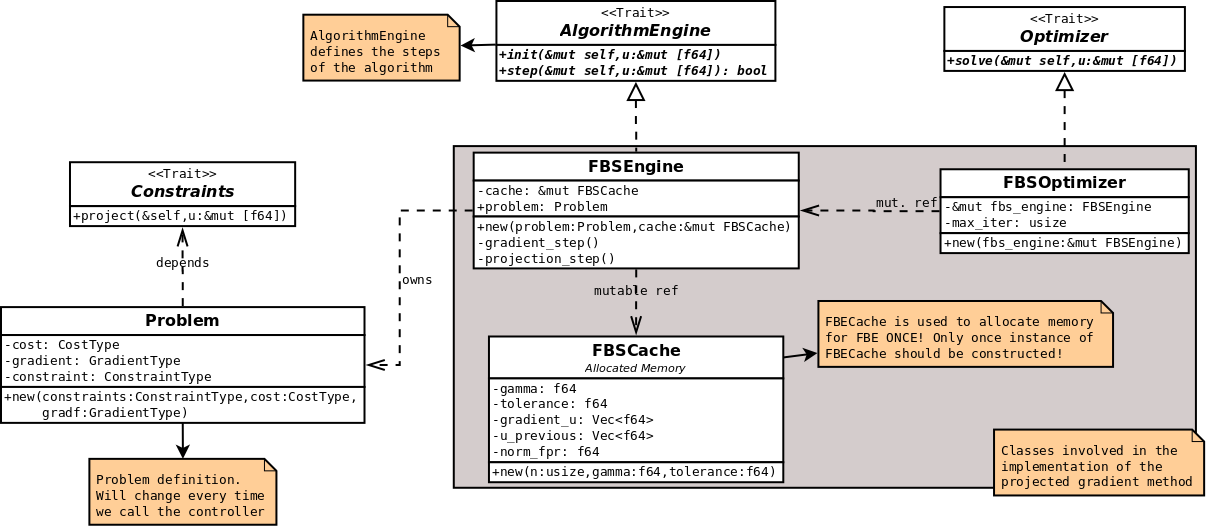 AlgorithmEngine
defines the steps
of the algorithm
<<Trait>>
AlgorithmEngine
+init(&mut self,u:&mut [f64])
+step(&mut self,u:&mut [f64]): bool
<<Trait>>
Optimizer
+solve(&mut self,u:&mut [f64])
<<Trait>>
Constraints
+project(&self,u:&mut [f64])
depends
FBSEngine
-cache: &mut FBSCache
+problem: Problem
+new(problem:Problem,cache:&mut FBSCache)
-gradient_step()
-projection_step()
mut. ref
FBSOptimizer
-&mut fbs_engine: FBSEngine
-max_iter: usize
+new(fbs_engine:&mut FBSEngine)
owns
mutable ref
Problem
-cost: CostType
-gradient: GradientType
-constraint: ConstraintType
+new(constraints:ConstraintType,cost:CostType,
gradf:GradientType)
FBSCache
Allocated Memory
-gamma: f64
-tolerance: f64
-gradient_u: Vec<f64>
-u_previous: Vec<f64>
-norm_fpr: f64
+new(n:usize,gamma:f64,tolerance:f64)
FBECache is used to allocate memory
for FBE ONCE! Only once instance of
FBECache should be constructed!
Problem definition.
Will change every time
we call the controller
Classes involved in the
implementation of the
projected gradient method